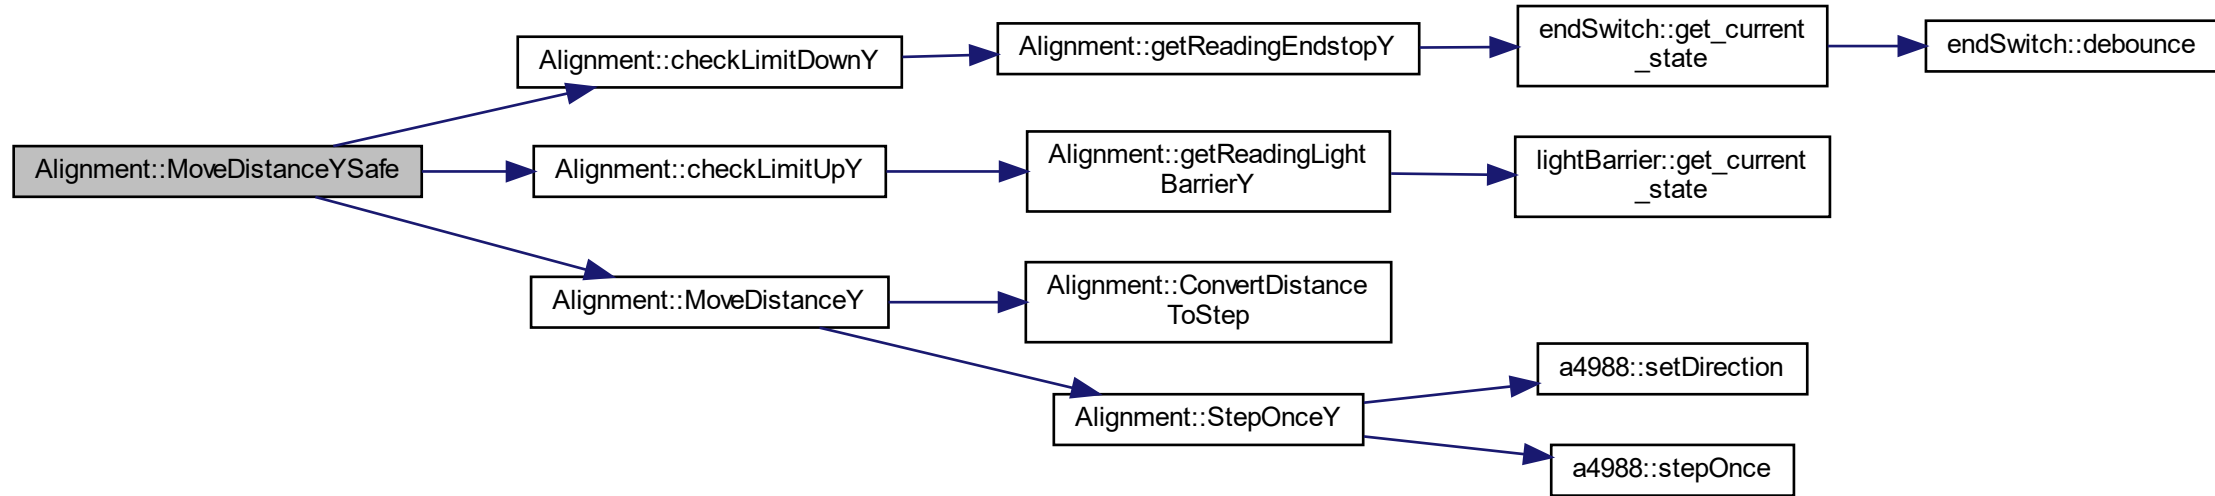 Alignment::MoveDistanceYSafe
Alignment::checkLimitDownY
Alignment::getReadingEndstopY
endSwitch::get_current
_state
endSwitch::debounce
Alignment::checkLimitUpY
Alignment::getReadingLight
BarrierY
lightBarrier::get_current
_state
Alignment::MoveDistanceY
Alignment::ConvertDistance
ToStep
Alignment::StepOnceY
a4988::setDirection
a4988::stepOnce